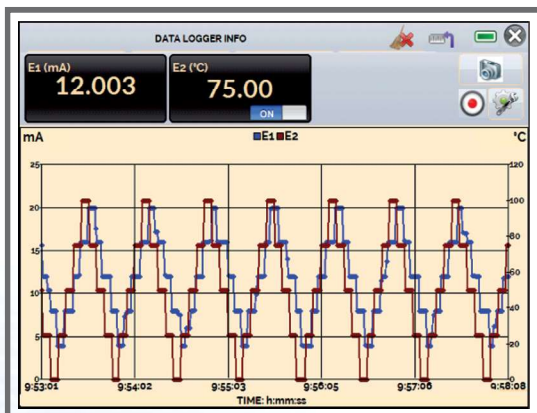 DATA LOGGER INFO
E1 (mA)
12.003
E2 (°C)
75.00
ON
mA
E1 E2
°C
25
20
15
10
5
0
120
100
80
60
40
20
0
9:53:01 9:54:02 9:55:03 9:56:05 9:57:06 9:58:08
TIME: h:mm:ss